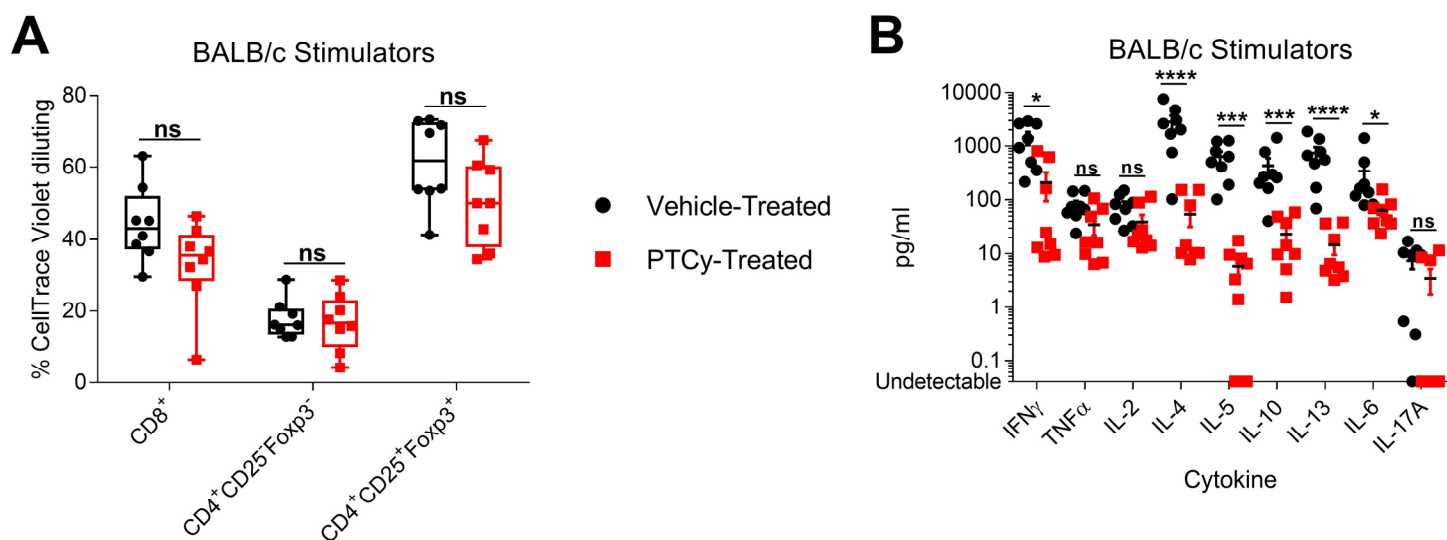 A
BALB/c Stimulators
% CellTrace Violet diluting
80
60
40
20
0
ns
ns
ns
CD8⁺
CD4⁺CD25⁻Foxp3⁻
CD4⁺CD25⁺Foxp3⁺
Vehicle-Treated
PTCy-Treated
B
BALB/c Stimulators
pg/ml
10000
1000
100
10
1
0.1
Undetectable
*
ns
ns
****
***
***
****
*
ns
IFNγ
TNFα
IL-2
IL-4
IL-5
IL-10
IL-13
IL-6
IL-17A
Cytokine